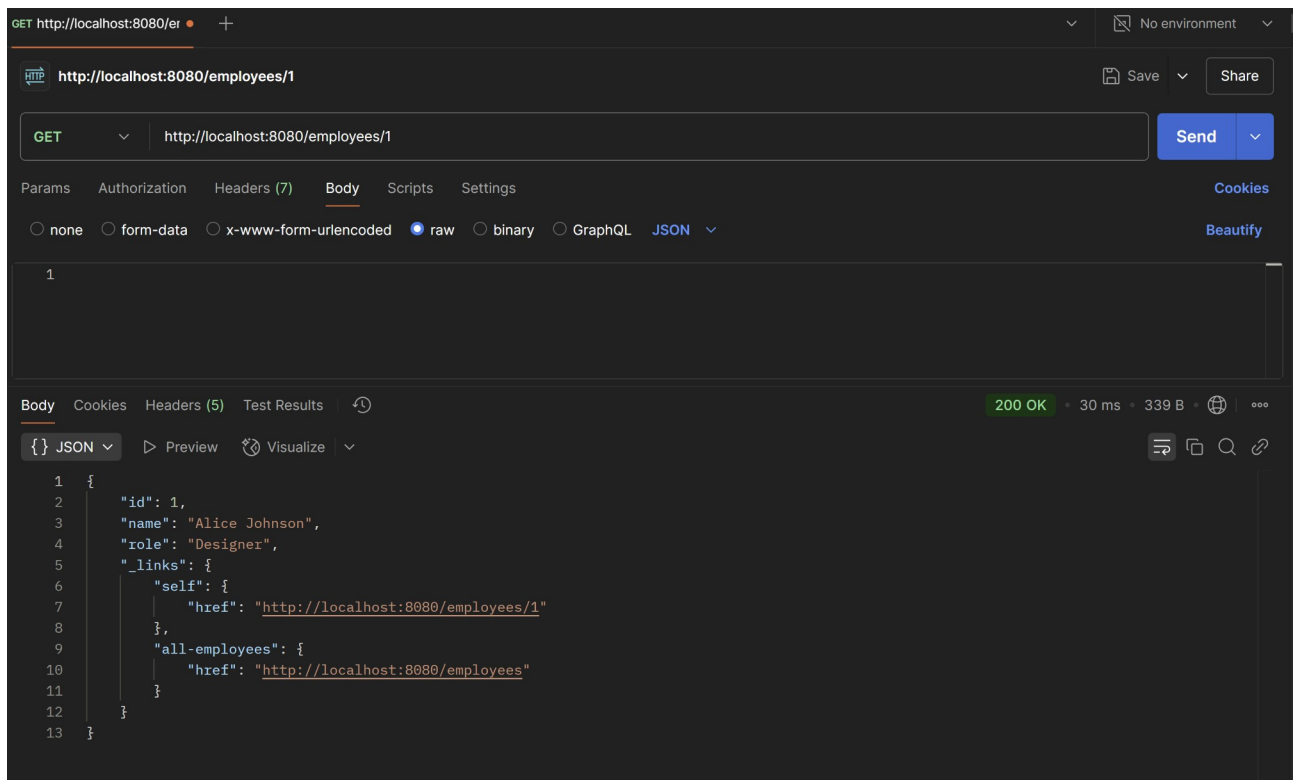 GET http://localhost:8080/er
No environment
HTTP http://localhost:8080/employees/1
Save Share
GET http://localhost:8080/employees/1 Send
Params Authorization Headers (7) Body Scripts Settings Cookies
none form-data x-www-form-urlencoded raw binary GraphQL JSON Beautify
1
Body Cookies Headers (5) Test Results 200 OK 30 ms 339 B
{} JSON Preview Visualize
1 {
2 "id": 1,
3 "name": "Alice Johnson",
4 "role": "Designer",
5 "_links": {
6 "self": {
7 "href": "http://localhost:8080/employees/1"
8 },
9 "all-employees": {
10 "href": "http://localhost:8080/employees"
11 }
12 }
13 }